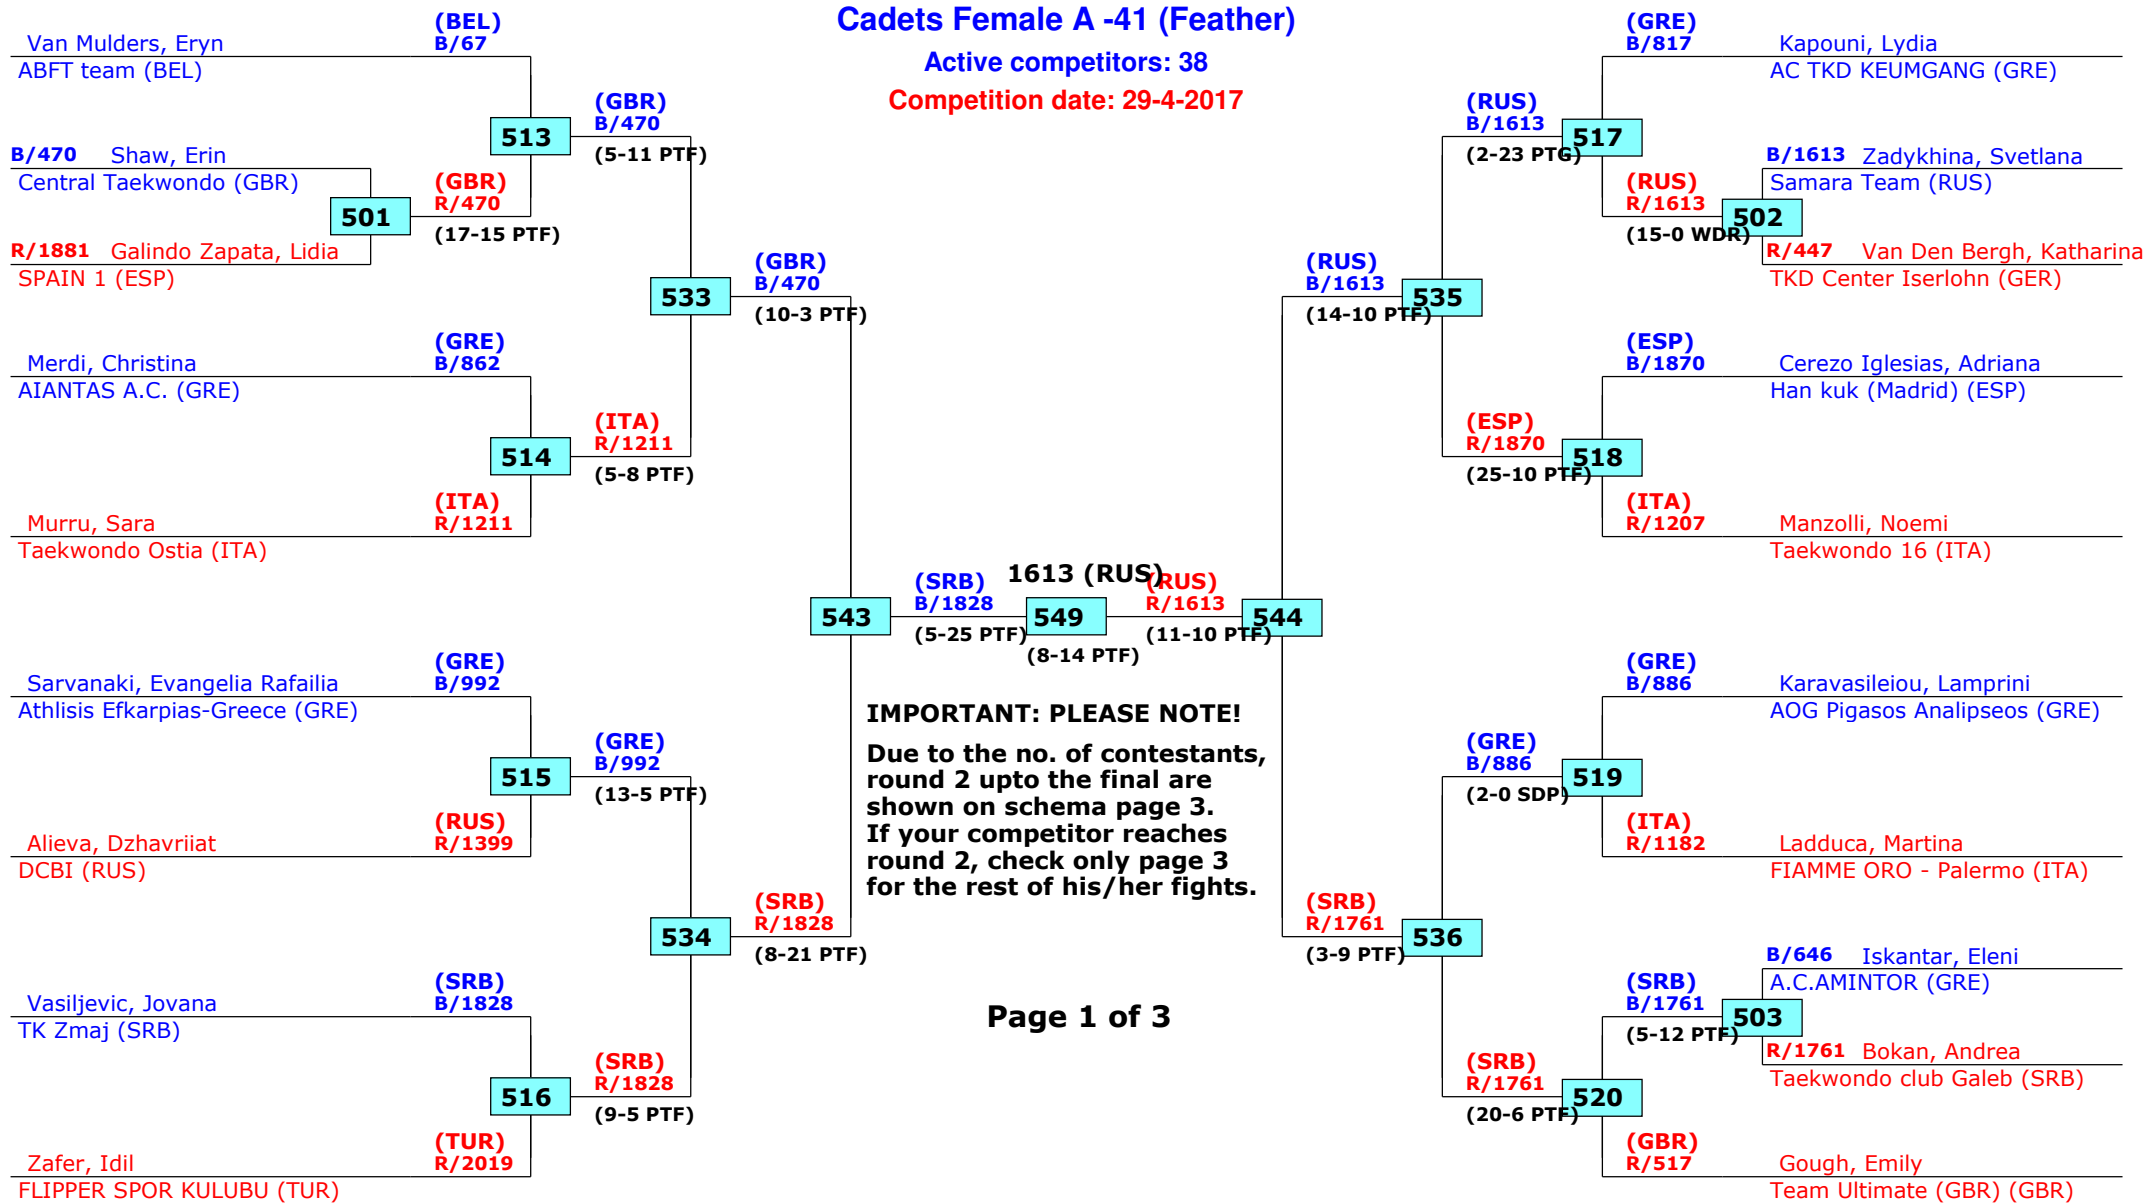 Cadets Female A -41 (Feather)
Active competitors: 38
Competition date: 29-4-2017
(BEL)
Van Mulders, Eryn B/67
ABFT team (BEL)
(GBR)
B/470
513
(5-11 PTF)
B/470 Shaw, Erin
Central Taekwondo (GBR)
(GBR)
R/470
501
(17-15 PTF)
R/1881 Galindo Zapata, Lidia
SPAIN 1 (ESP)
(GBR)
B/470
533
(10-3 PTF)
(GRE)
Merdi, Christina B/862
AIANTAS A.C. (GRE)
(ITA)
R/1211
514
(5-8 PTF)
(ITA)
Murru, Sara R/1211
Taekwondo Ostia (ITA)
543
(SRB)
B/1828
(5-25 PTF)
1613 (RUS)
549
(8-14 PTF)
(RUS)
R/1613
544
(11-10 PTF)
(GRE)
Sarvanaki, Evangelia Rafailia B/992
Athlisis Efkarpias-Greece (GRE)
(GRE)
B/992
515
(13-5 PTF)
(RUS)
Alieva, Dzhavriiat R/1399
DCBI (RUS)
(SRB)
R/1828
534
(8-21 PTF)
(SRB)
Vasiljevic, Jovana B/1828
TK Zmaj (SRB)
(SRB)
R/1828
516
(9-5 PTF)
(TUR)
Zafer, Idil R/2019
FLIPPER SPOR KULUBU (TUR)
IMPORTANT: PLEASE NOTE!
Due to the no. of contestants,
round 2 upto the final are
shown on schema page 3.
If your competitor reaches
round 2, check only page 3
for the rest of his/her fights.
Page 1 of 3
(GRE)
B/817 Kapouni, Lydia
AC TKD KEUMGANG (GRE)
(RUS)
B/1613
517
(2-23 PTG)
B/1613 Zadykhina, Svetlana
Samara Team (RUS)
(RUS)
R/1613
502
(15-0 WDR)
R/447 Van Den Bergh, Katharina
TKD Center Iserlohn (GER)
(RUS)
B/1613
535
(14-10 PTF)
(ESP)
B/1870 Cerezo Iglesias, Adriana
Han kuk (Madrid) (ESP)
(ESP)
R/1870
518
(25-10 PTF)
(ITA)
R/1207 Manzolli, Noemi
Taekwondo 16 (ITA)
(GRE)
B/886 Karavasileiou, Lamprini
AOG Pigasos Analipseos (GRE)
(GRE)
B/886
519
(2-0 SDP)
(ITA)
R/1182 Ladduca, Martina
FIAMME ORO - Palermo (ITA)
(SRB)
R/1761
536
(3-9 PTF)
B/646 Iskantar, Eleni
A.C.AMINTOR (GRE)
(SRB)
B/1761
503
(5-12 PTF)
R/1761 Bokan, Andrea
Taekwondo club Galeb (SRB)
(SRB)
R/1761
520
(20-6 PTF)
(GBR)
R/517 Gough, Emily
Team Ultimate (GBR) (GBR)